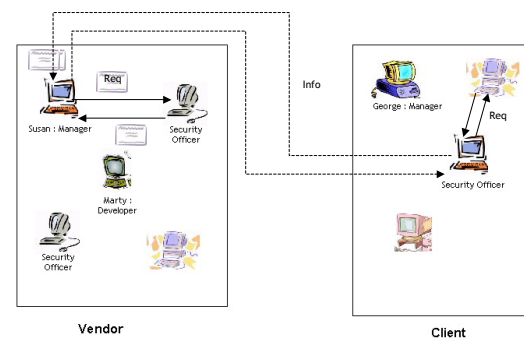 Req
Info
Susan : Manager
Security
Officer
George : Manager
Req
Security Officer
Marty :
Developer
Security
Officer
Vendor
Client